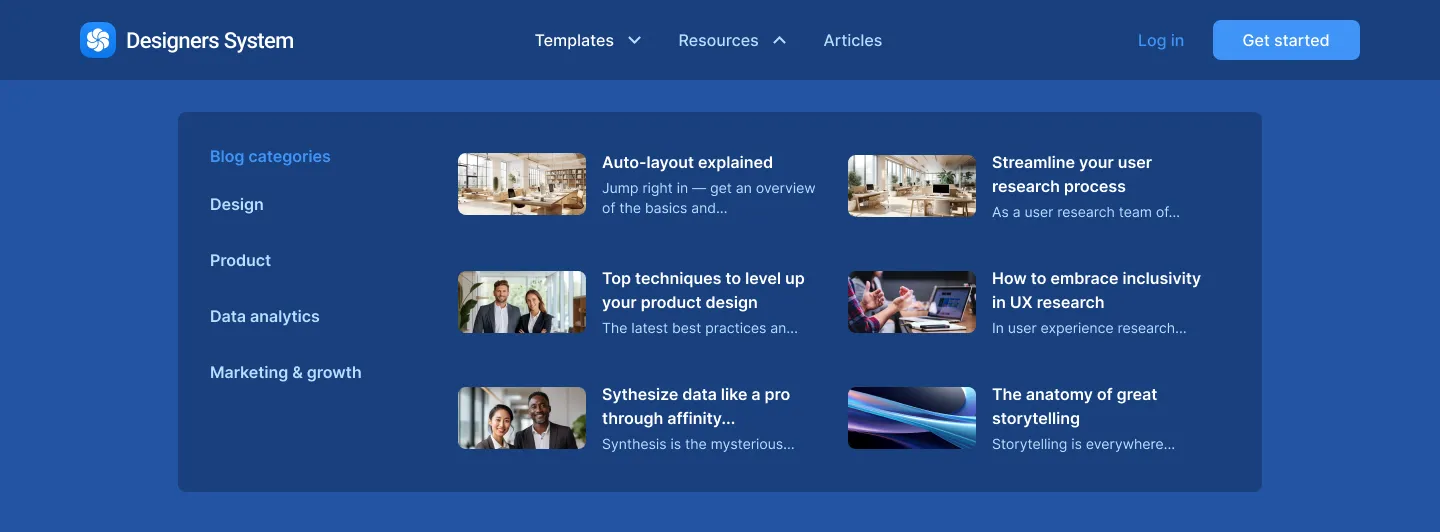 Designers System
Templates
Resources
Articles
Log in
Get started
Blog categories
Design
Product
Data analytics
Marketing & growth
Auto-layout explained
Jump right in — get an overview
of the basics and...
Streamline your user
research process
As a user research team of...
Top techniques to level up
your product design
The latest best practices an...
How to embrace inclusivity
in UX research
In user experience research...
Sythesize data like a pro
through affinity...
Synthesis is the mysterious...
The anatomy of great
storytelling
Storytelling is everywhere...